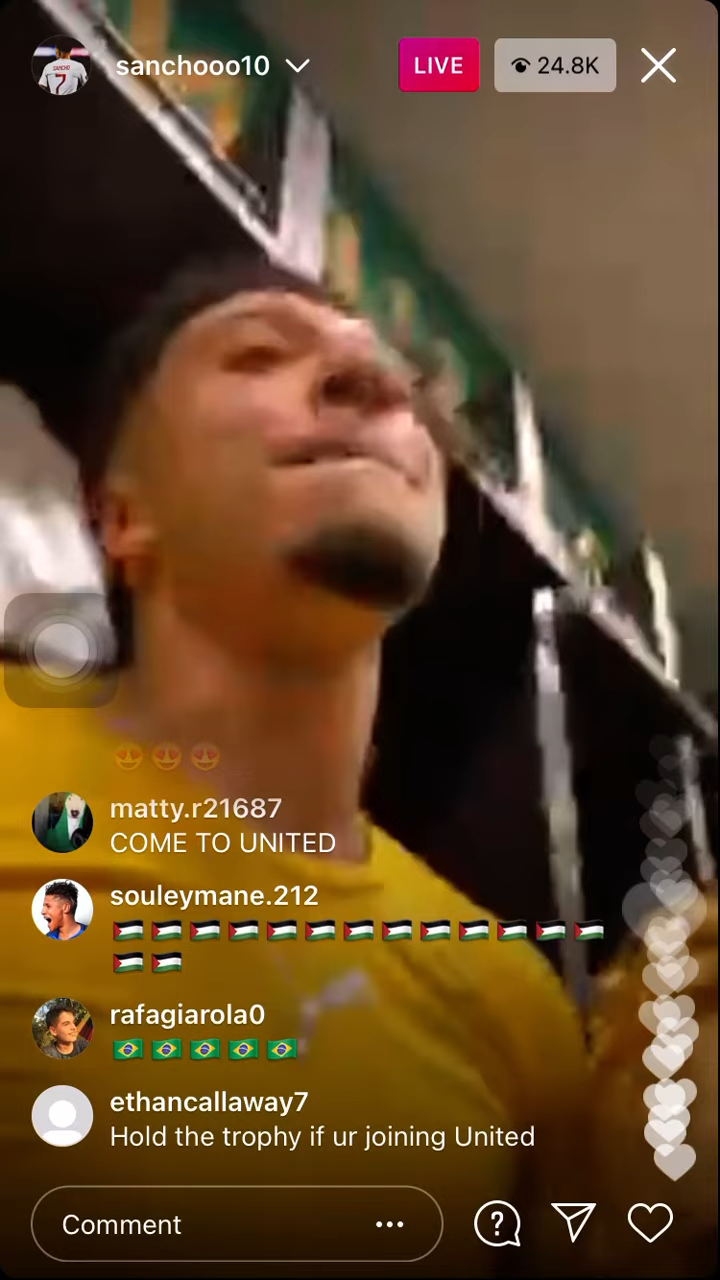 sanchooo10
LIVE
24.8K
😍😍😍
matty.r21687
COME TO UNITED
souleymane.212
🇵🇸🇵🇸🇵🇸🇵🇸🇵🇸🇵🇸🇵🇸🇵🇸🇵🇸🇵🇸🇵🇸🇵🇸🇵🇸
🇵🇸🇵🇸
rafagiarola0
🇧🇷🇧🇷🇧🇷🇧🇷🇧🇷
ethancallaway7
Hold the trophy if ur joining United
Comment